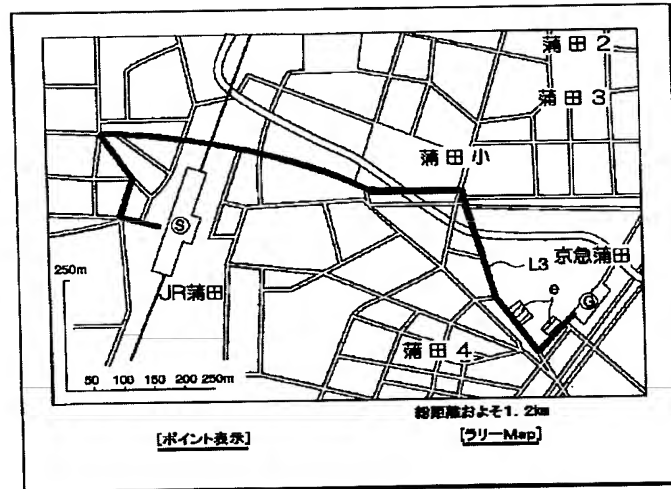 蒲田2
蒲田3
蒲田小
L3
京急蒲田
e
S
G
250m
JR蒲田
蒲田4
50 100 150 200 250m
総距離およそ1.2km
[ポイント表示]
[ラリーMap]